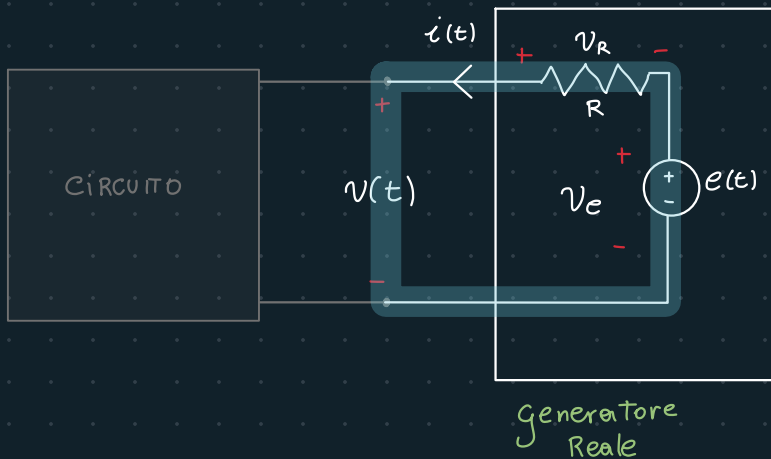 i(t)
+ v_R -
R
+
CIRCUITO
v(t)
-
+
v_e
-
+
-
e(t)
Generatore
Reale